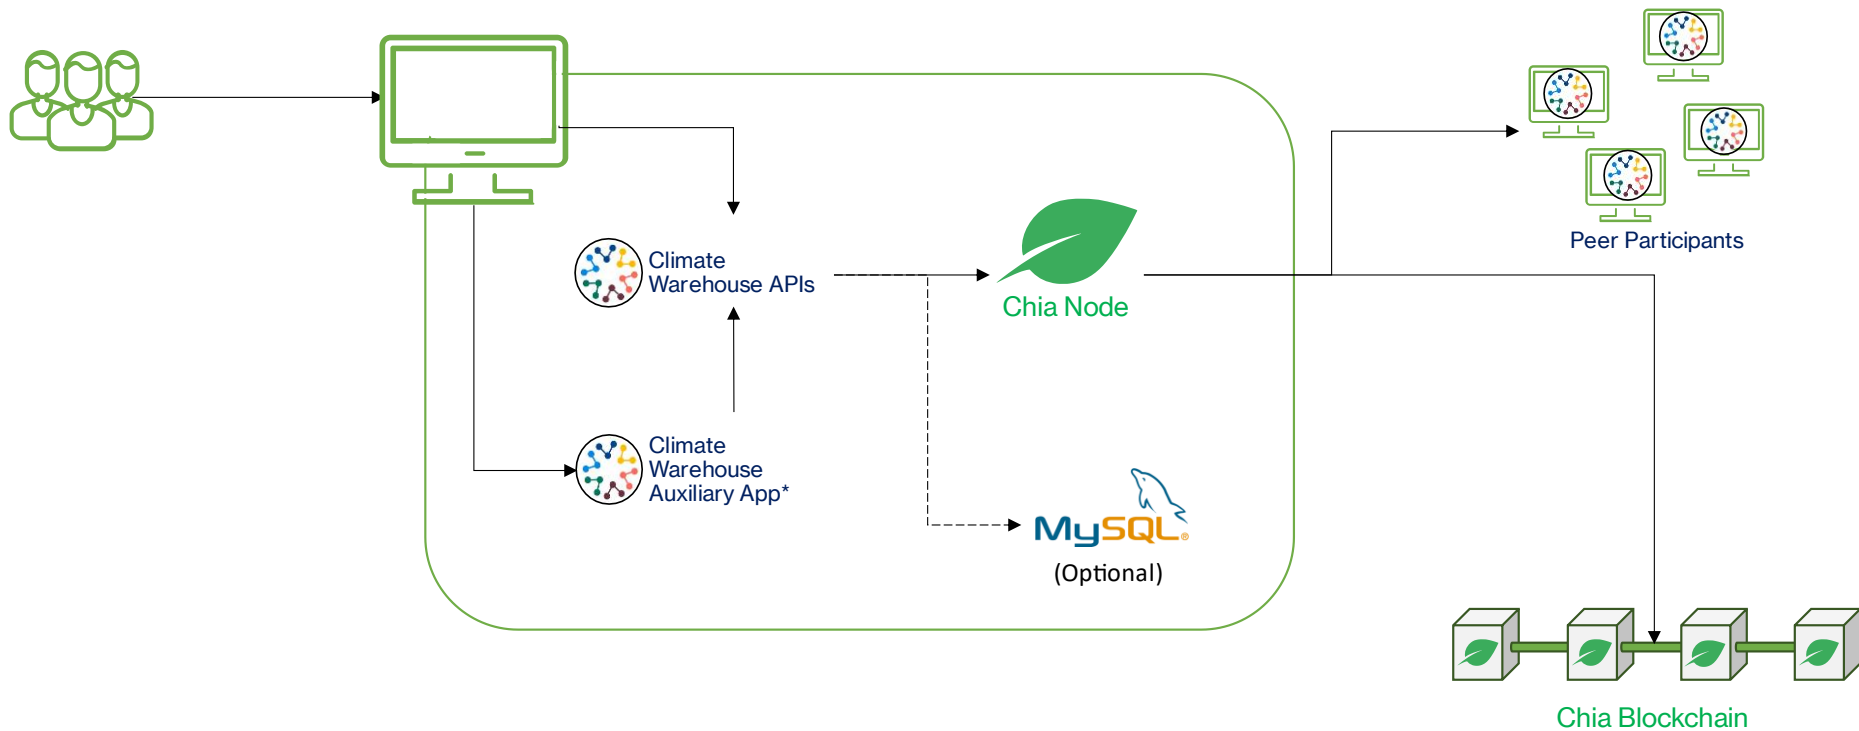 Peer Participants
Climate
Warehouse APIs
Chia Node
Climate
Warehouse
Auxiliary App*
MySQL®
(Optional)
Chia Blockchain